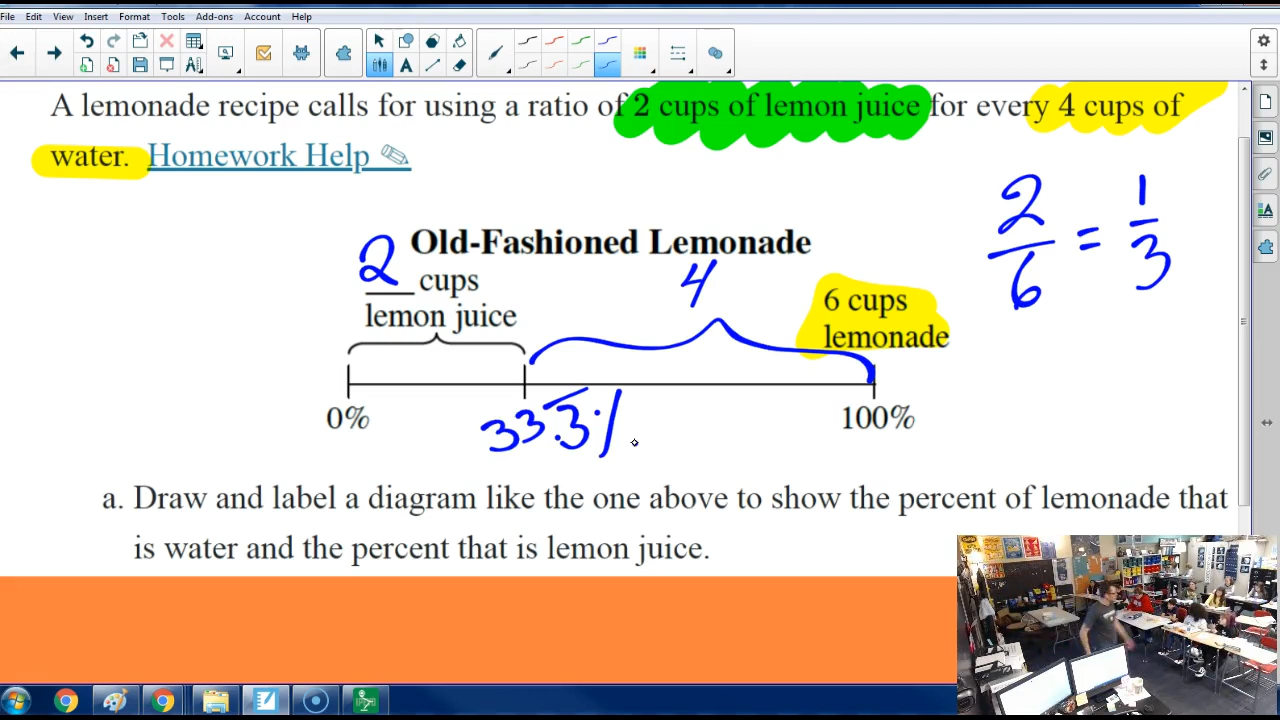 File Edit View Insert Format Tools Add-ons Account Help
A lemonade recipe calls for using a ratio of 2 cups of lemon juice for every 4 cups of
water. Homework Help
2/6 = 1/3
Old-Fashioned Lemonade
2 cups
lemon juice
4
6 cups
lemonade
0%
33.3̅%
100%
a. Draw and label a diagram like the one above to show the percent of lemonade that
is water and the percent that is lemon juice.